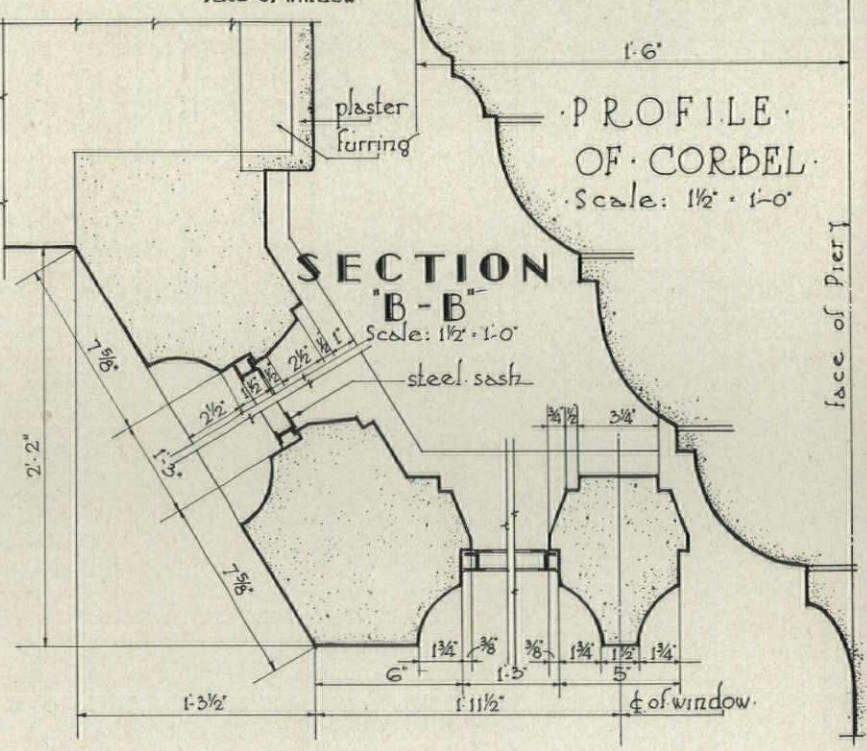 1'-6"
plaster
furring
·PROFILE·
OF·CORBEL·
Scale: 1½" = 1'-0"
face of Pier
SECTION
"B-B"
Scale: 1½" = 1'-0"
7⅝"
2½"
1½"
½"
2½"
½"
1"
steel sash
¾"
½"
3¼"
2'-2"
1'-3"
7⅝"
1¾"
⅜"
⅜"
1¾"
1½"
1¾"
6"
1'-3"
5"
1'-3½"
1'-11½"
℄ of window